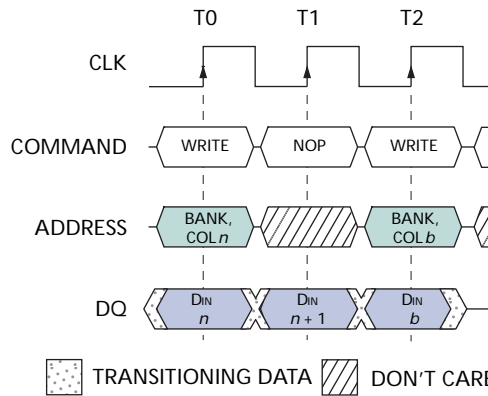 T0 T1 T2
CLK
COMMAND WRITE NOP WRITE
ADDRESS BANK, COL n BANK, COL b
DQ DIN n DIN n + 1 DIN b
TRANSITIONING DATA DON'T CARE